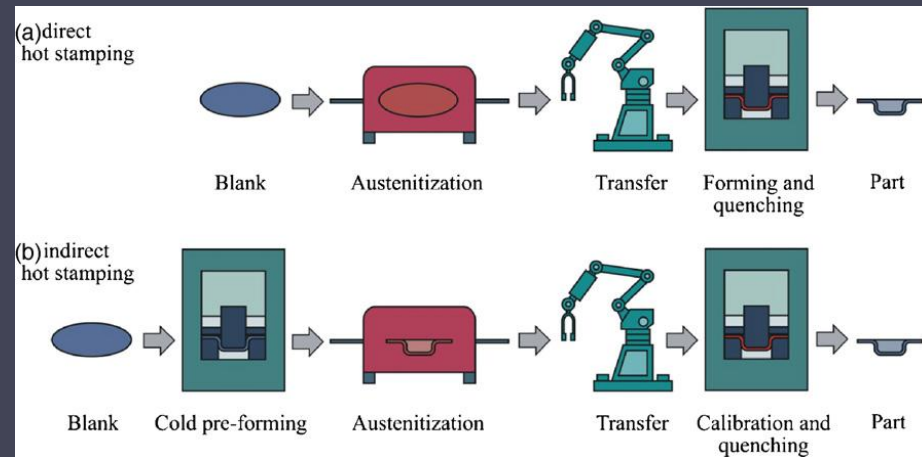 (a)direct
hot stamping
Blank
Austenitization
Transfer
Forming and
quenching
Part
(b)indirect
hot stamping
Blank
Cold pre-forming
Austenitization
Transfer
Calibration and
quenching
Part